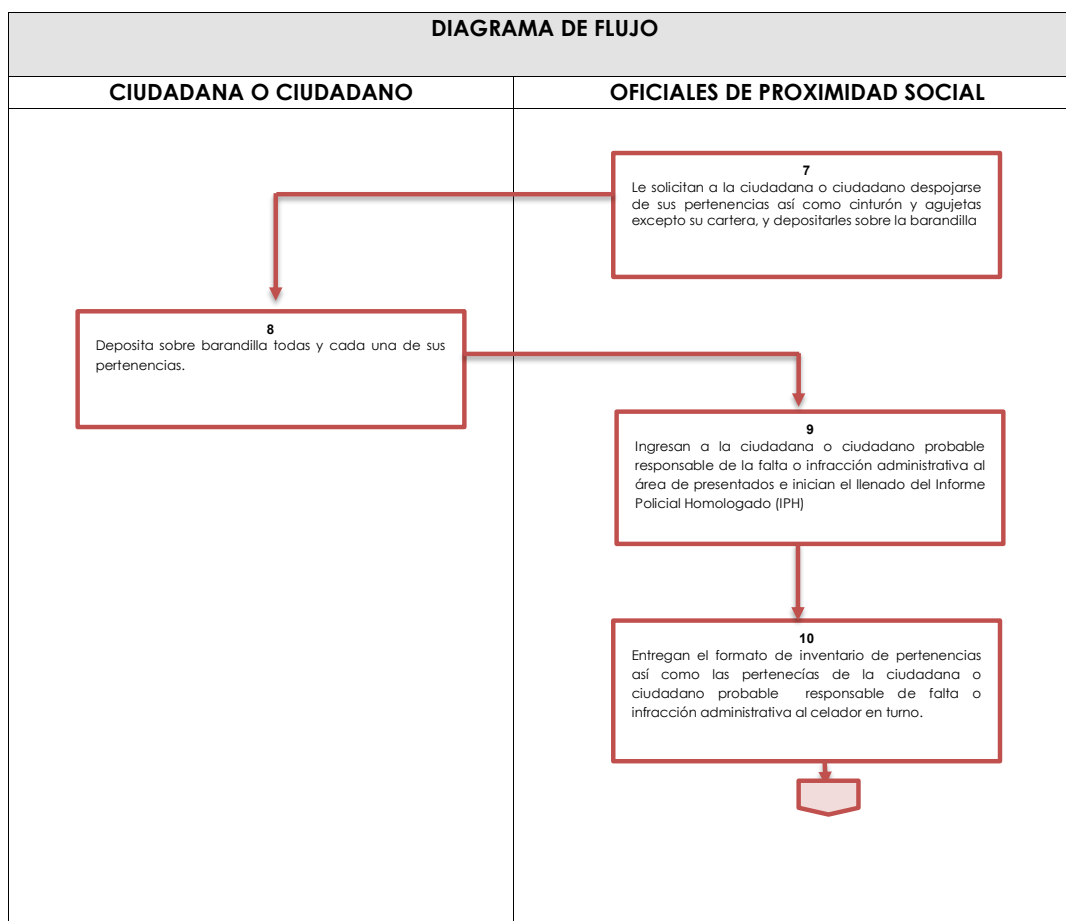 DIAGRAMA DE FLUJO
CIUDADANA O CIUDADANO
OFICIALES DE PROXIMIDAD SOCIAL
7
Le solicitan a la ciudadana o ciudadano despojarse
de sus pertenencias así como cinturón y agujetas
excepto su cartera, y depositarles sobre la barandilla
8
Deposita sobre barandilla todas y cada una de sus
pertenencias.
9
Ingresan a la ciudadana o ciudadano probable
responsable de la falta o infracción administrativa al
área de presentados e inician el llenado del Informe
Policial Homologado (IPH)
10
Entregan el formato de inventario de pertenencias
así como las pertenecías de la ciudadana o
ciudadano probable responsable de falta o
infracción administrativa al celador en turno.